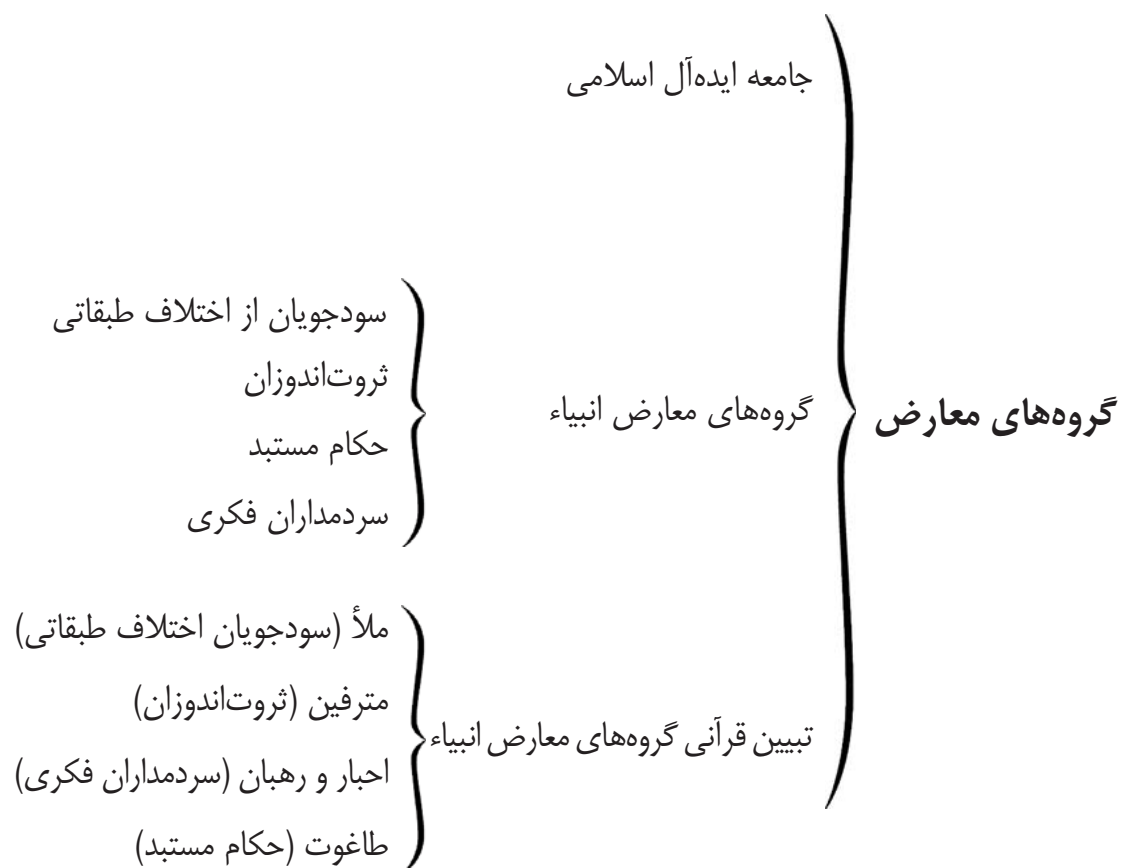 گروه‌های معارض
جامعه ایده‌آل اسلامی
گروه‌های معارض انبیاء
سودجویان از اختلاف طبقاتی
ثروت‌اندوزان
حکام مستبد
سردمداران فکری
تبیین قرآنی گروه‌های معارض انبیاء
ملأ (سودجویان اختلاف طبقاتی)
مترفین (ثروت‌اندوزان)
احبار و رهبان (سردمداران فکری)
طاغوت (حکام مستبد)